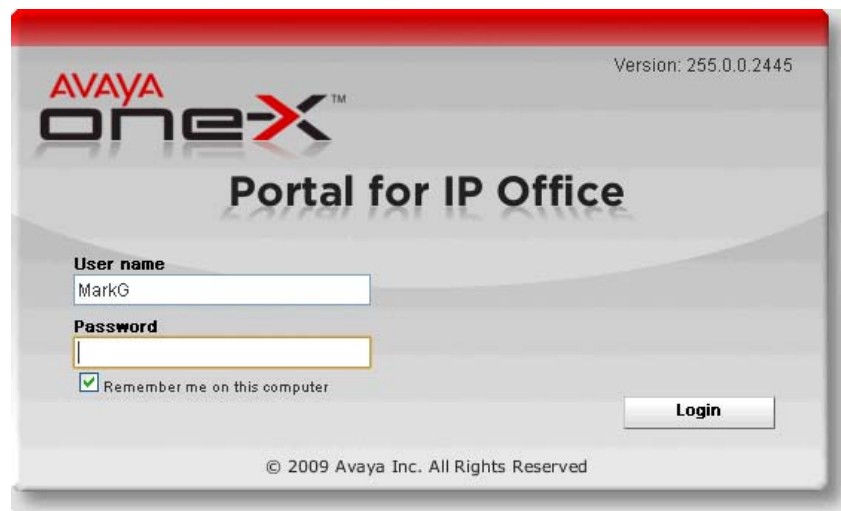 Version: 255.0.0.2445
AVAYA
one-X™
Portal for IP Office
User name
MarkG
Password
Remember me on this computer
Login
© 2009 Avaya Inc. All Rights Reserved